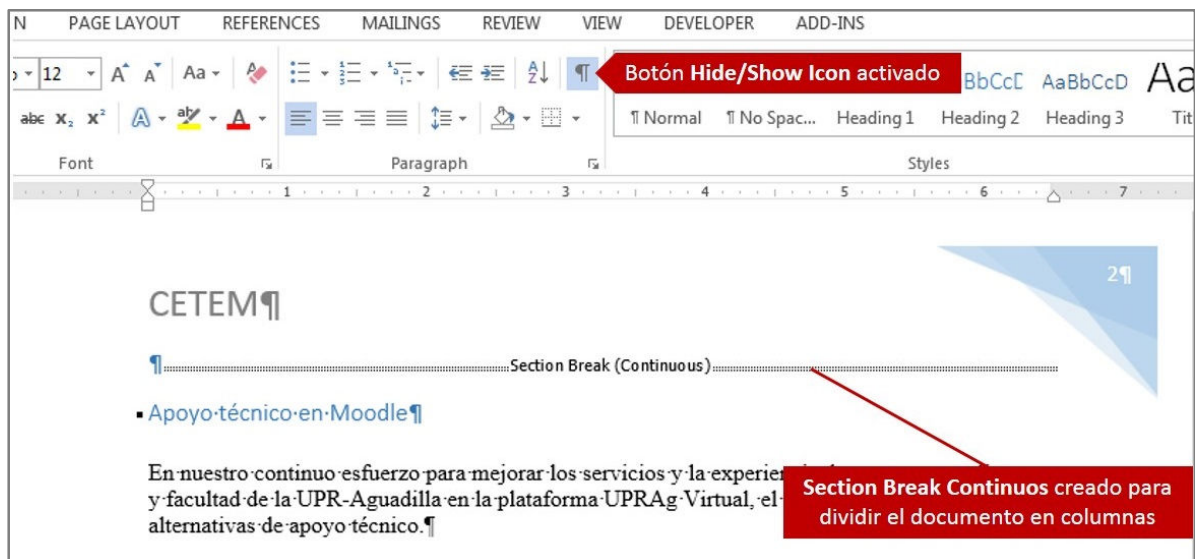 N PAGE LAYOUT REFERENCES MAILINGS REVIEW VIEW DEVELOPER ADD-INS
12 A A Aa A Z ¶ Botón Hide/Show Icon activado BbCcD AaBbCcD Aa
abc X₂ X² A aby A ¶ Normal ¶ No Spac... Heading 1 Heading 2 Heading 3 Tit
Font Paragraph Styles
1 2 3 4 5 6 7
2¶
CETEM¶
¶ Section Break (Continuous)
Apoyo·técnico·en·Moodle¶
En·nuestro·continuo·esfuerzo·para·mejorar·los·servicios·y·la·
y·facultad·de·la·UPR-Aguadilla·en·la·plataforma·UPRAg·Virtual,·el·
alternativas·de·apoyo·técnico.¶
Section Break Continuos creado para
dividir el documento en columnas